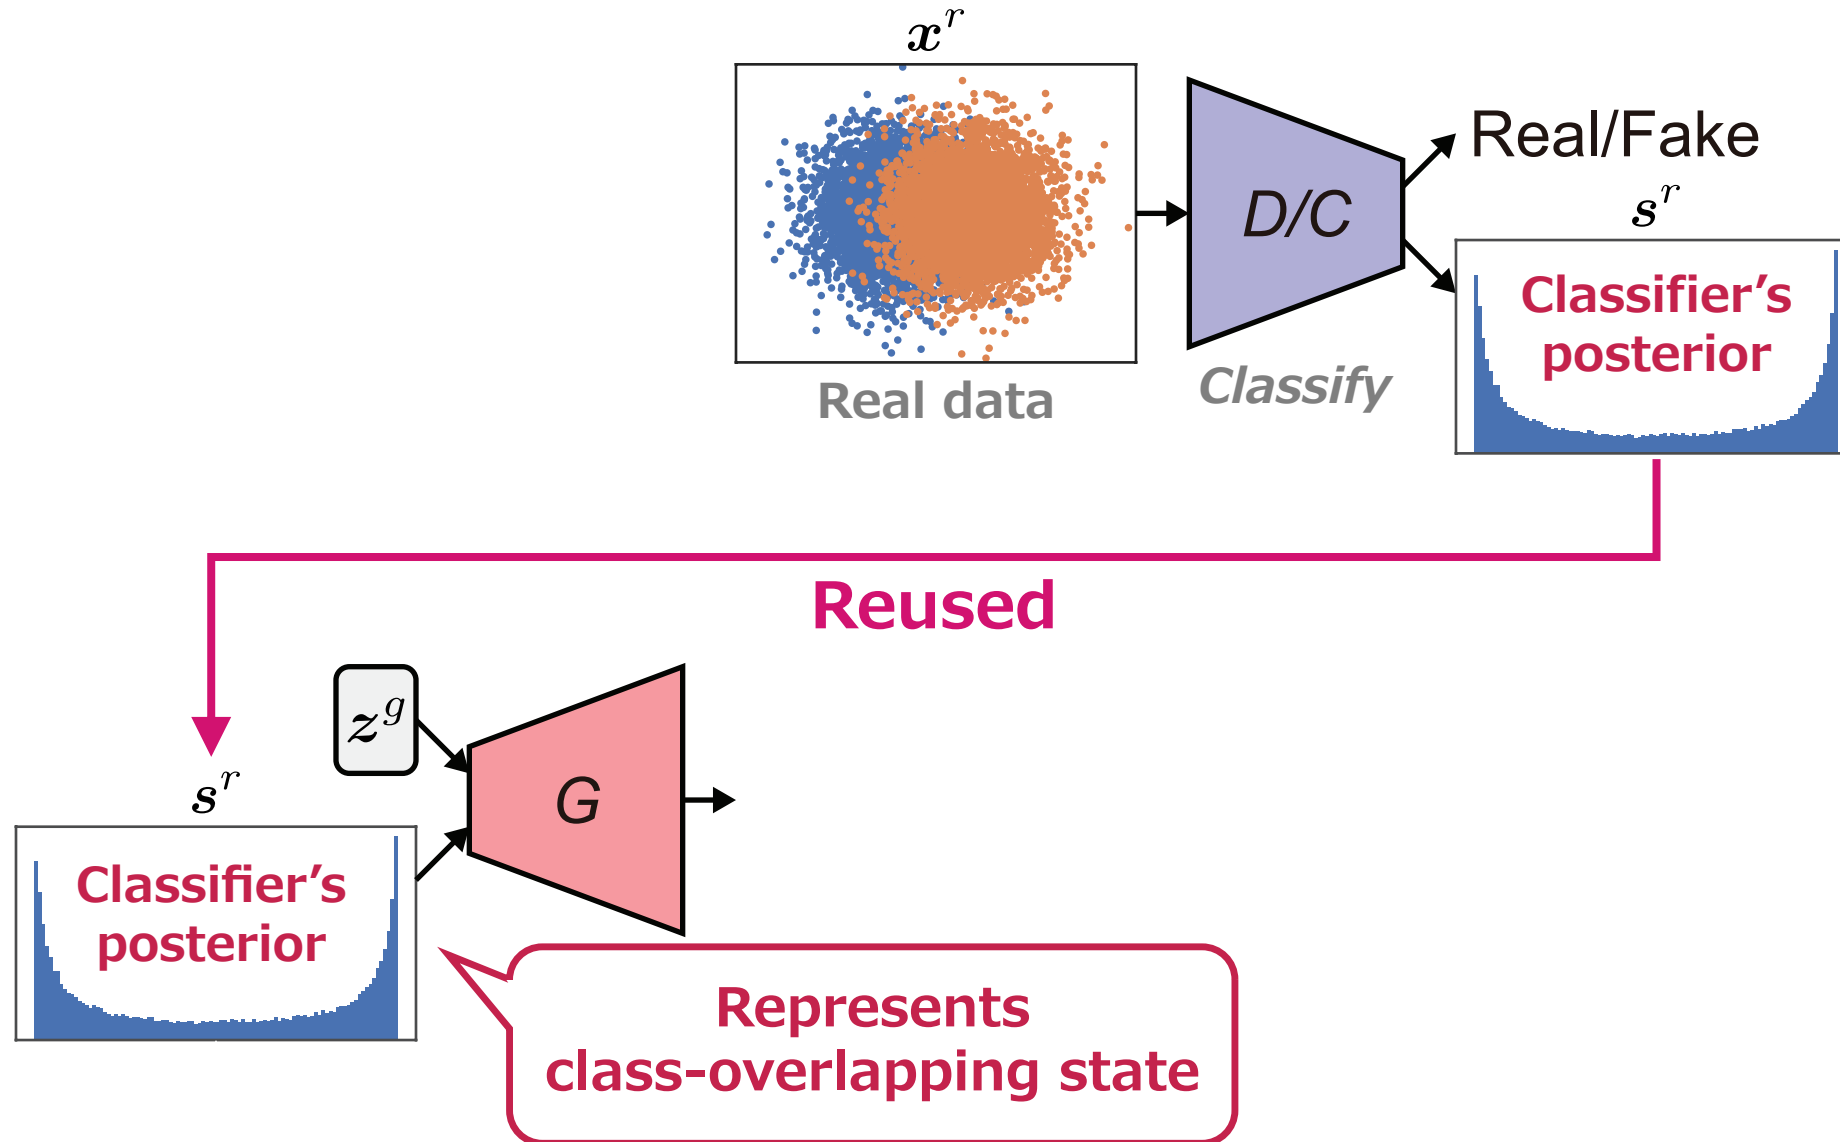 x^r
Real/Fake
D/C
s^r
Classifier's
posterior
Real data
Classify
Reused
z^g
s^r
G
Classifier's
posterior
Represents
class-overlapping state